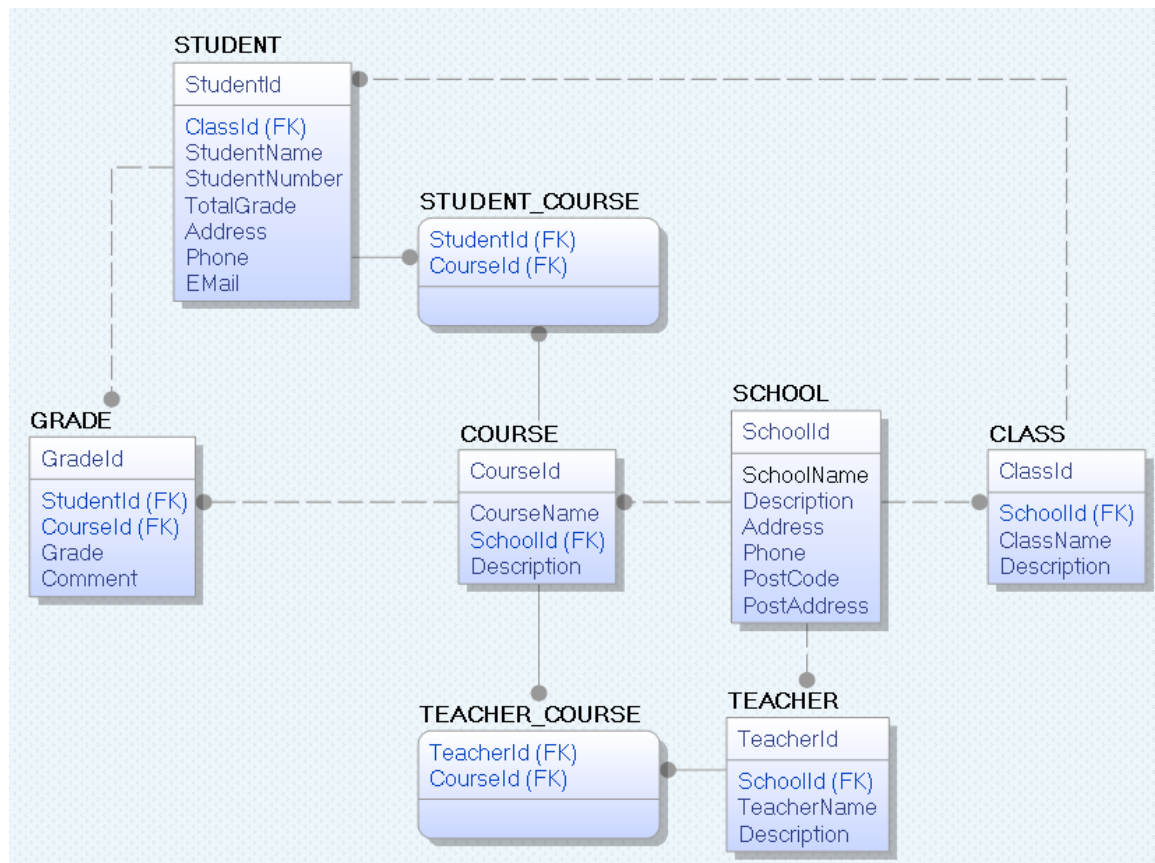 STUDENT
StudentId
ClassId (FK)
StudentName
StudentNumber
TotalGrade
Address
Phone
EMail
STUDENT_COURSE
StudentId (FK)
CourseId (FK)
GRADE
GradeId
StudentId (FK)
CourseId (FK)
Grade
Comment
COURSE
CourseId
CourseName
SchoolId (FK)
Description
SCHOOL
SchoolId
SchoolName
Description
Address
Phone
PostCode
PostAddress
CLASS
ClassId
SchoolId (FK)
ClassName
Description
TEACHER_COURSE
TeacherId (FK)
CourseId (FK)
TEACHER
TeacherId
SchoolId (FK)
TeacherName
Description